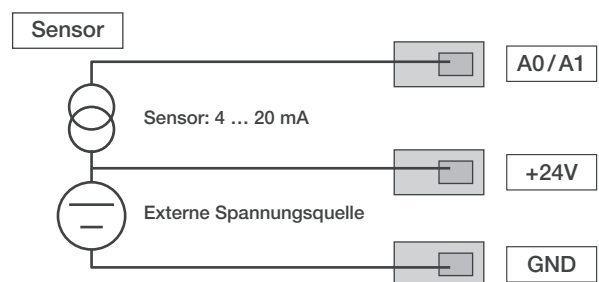 Sensor
A0/A1
Sensor: 4 … 20 mA
+24V
Externe Spannungsquelle
GND